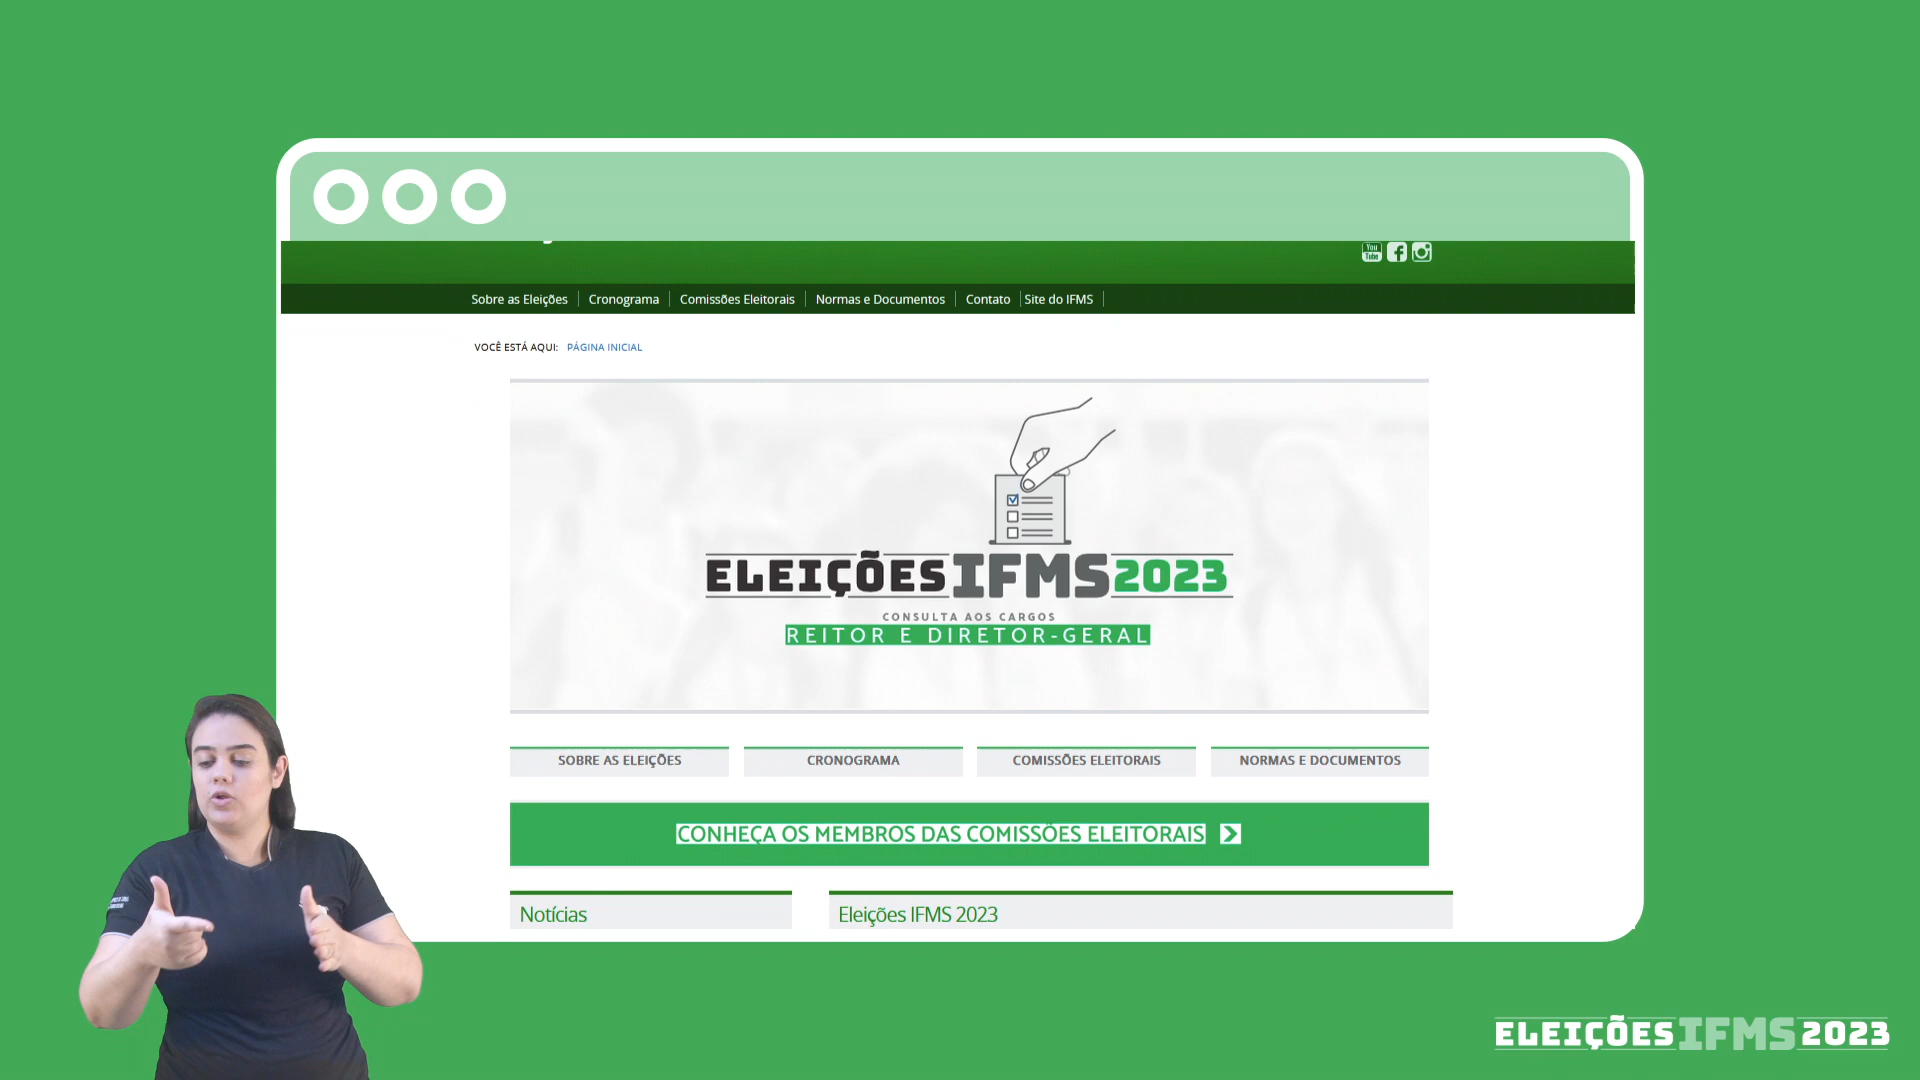 You
Tube
Sobre as Eleições
Cronograma
Comissões Eleitorais
Normas e Documentos
Contato
Site do IFMS
VOCÊ ESTÁ AQUI: PÁGINA INICIAL
ELEIÇÕES IFMS 2023
CONSULTA AOS CARGOS
REITOR E DIRETOR-GERAL
SOBRE AS ELEIÇÕES
CRONOGRAMA
COMISSÕES ELEITORAIS
NORMAS E DOCUMENTOS
CONHEÇA OS MEMBROS DAS COMISSÕES ELEITORAIS
Notícias
Eleições IFMS 2023
ELEIÇÕES IFMS 2023